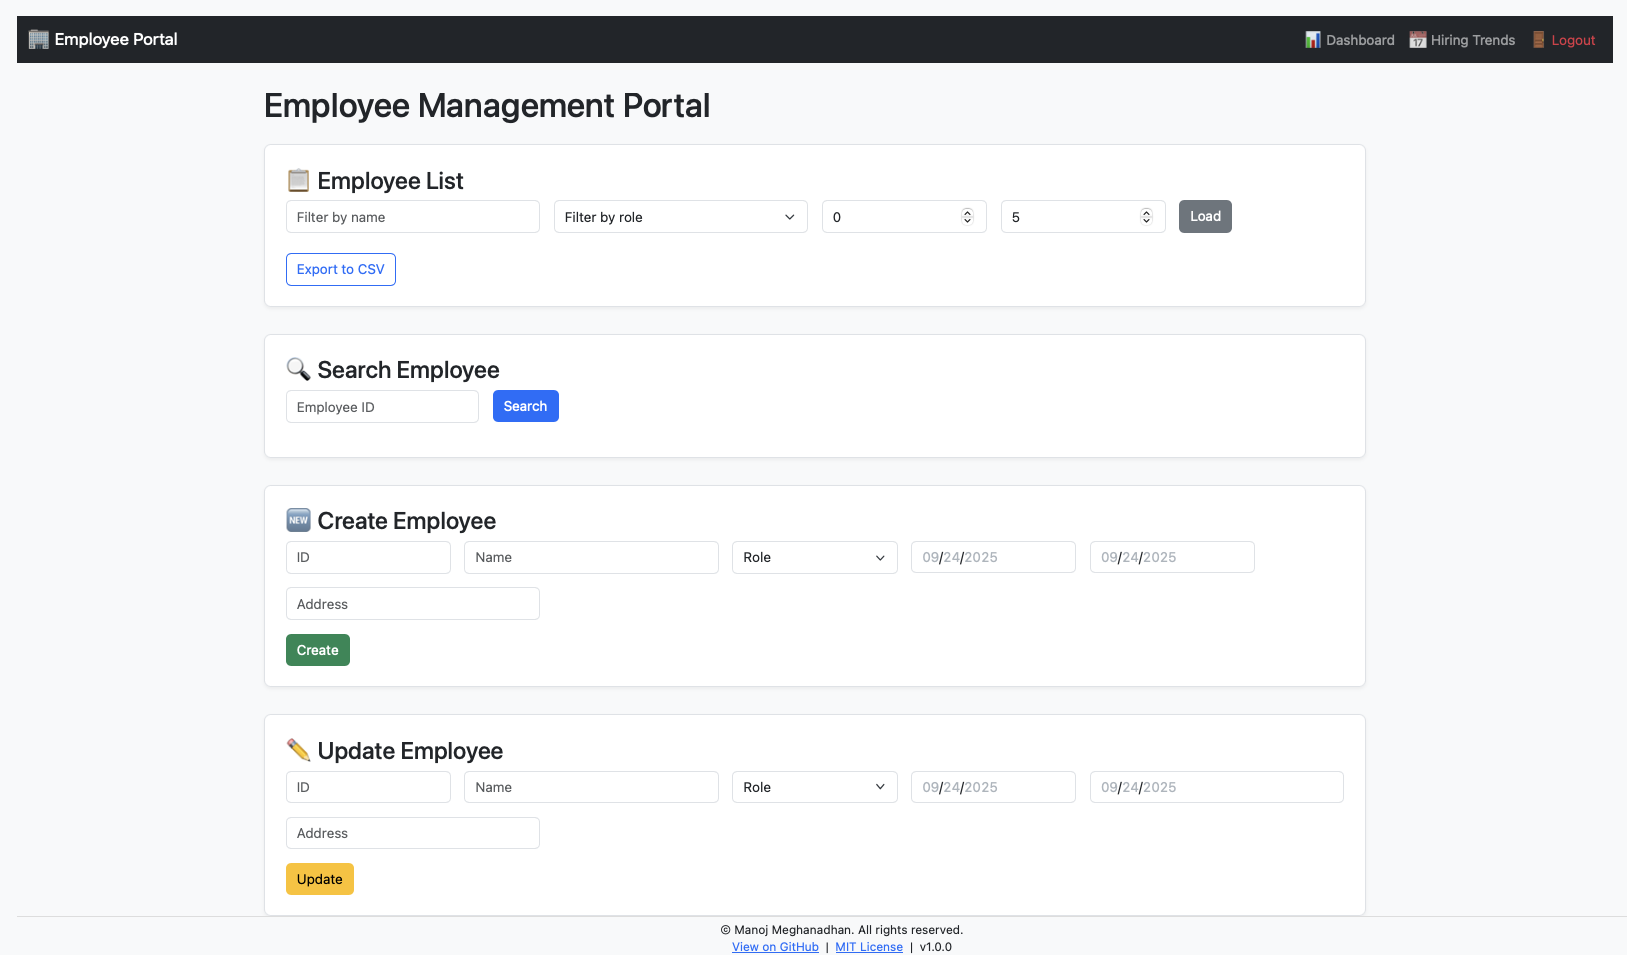 Employee Portal
Dashboard Hiring Trends Logout
Employee Management Portal
Employee List
Filter by name Filter by role 0 5 Load
Export to CSV
Search Employee
Employee ID Search
NEW Create Employee
ID Name Role 09/24/2025 09/24/2025
Address
Create
Update Employee
ID Name Role 09/24/2025 09/24/2025
Address
Update
© Manoj Meghanadhan. All rights reserved.
View on GitHub | MIT License | v1.0.0